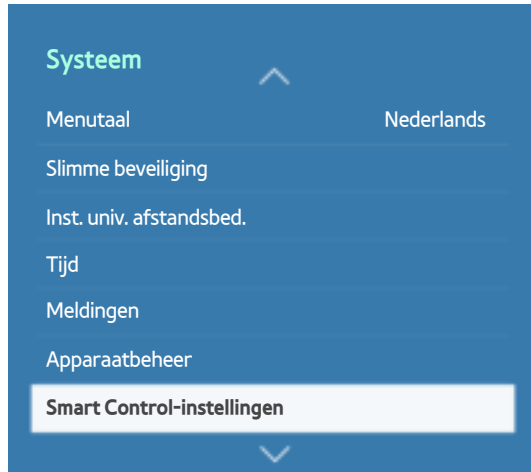 Systeem
Menutaal Nederlands
Slimme beveiliging
Inst. univ. afstandsbed.
Tijd
Meldingen
Apparaatbeheer
Smart Control-instellingen